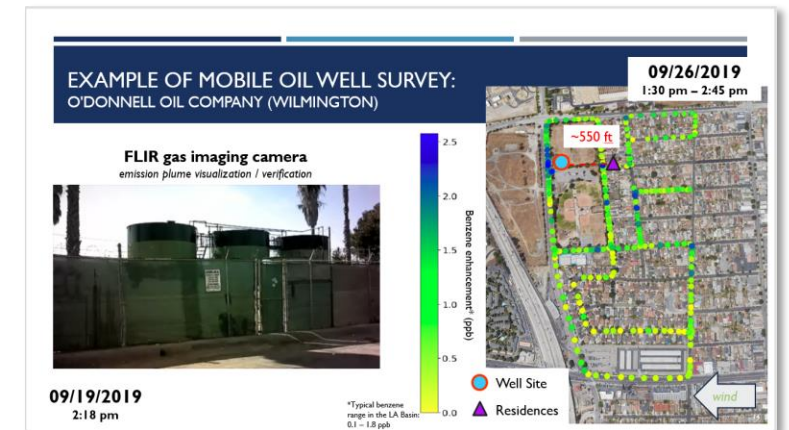 EXAMPLE OF MOBILE OIL WELL SURVEY:
O'DONNELL OIL COMPANY (WILMINGTON)
09/26/2019
1:30 pm – 2:45 pm
FLIR gas imaging camera
emission plume visualization / verification
~550 ft
2.5
2.0
1.5
1.0
0.5
0.0
Benzene enhancement* (ppb)
09/19/2019
2:18 pm
*Typical benzene
range in the LA Basin:
0.1 – 1.8 ppb
Well Site
Residences
wind